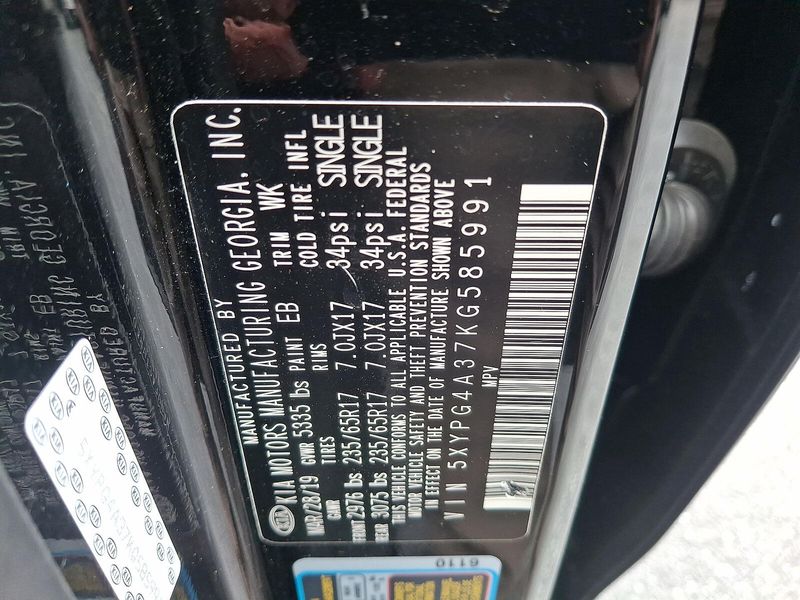 MANUFACTURED BY
KIA KIA MOTORS MANUFACTURING GEORGIA, INC.
MAR/28/19 GVWR 5335 lbs PAINT EB TRIM WK
GAWR TIRES RIMS COLD TIRE INFL
FRONT 2976 lbs 235/65R17 7.0JX17 34psi SINGLE
REAR 3075 lbs 235/65R17 7.0JX17 34psi SINGLE
THIS VEHICLE CONFORMS TO ALL APPLICABLE U.S.A. FEDERAL
MOTOR VEHICLE SAFETY AND THEFT PREVENTION STANDARDS
IN EFFECT ON THE DATE OF MANUFACTURE SHOWN ABOVE
VIN 5XYPG4A37KG585991
MPV
6110